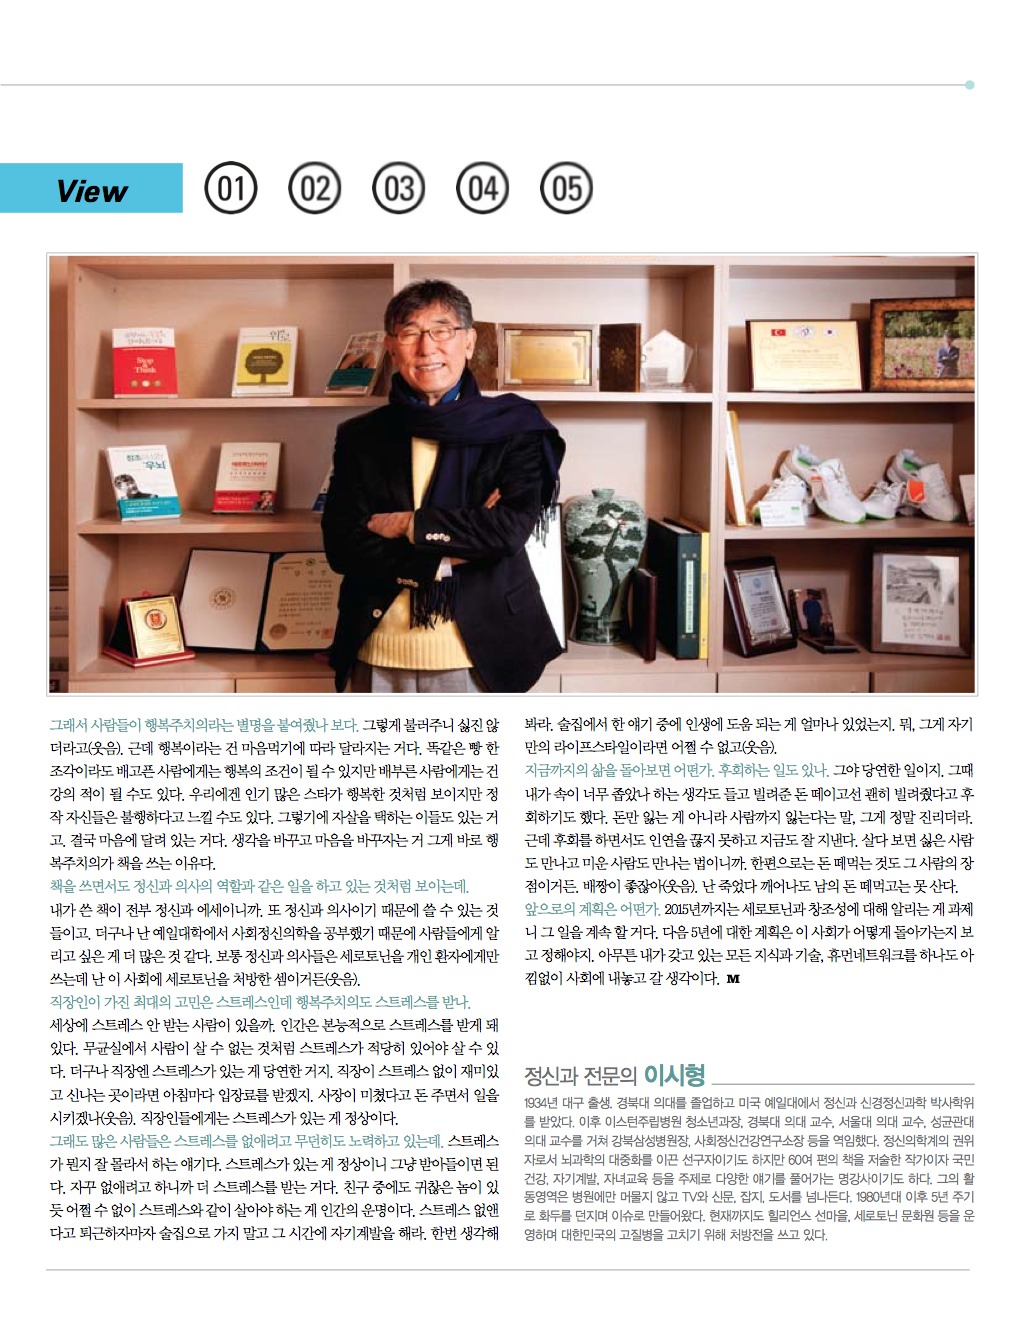 View 01 02 03 04 05
Stop
&
Think
그래서 사람들이 행복주치의라는 별명을 붙여줬나 보다. 그렇게 불러주니 싫진 않
더라고(웃음). 근데 행복이라는 건 마음먹기에 따라 달라지는 거다. 똑같은 빵 한
조각이라도 배고픈 사람에게는 행복의 조건이 될 수 있지만 배부른 사람에게는 건
강의 적이 될 수도 있다. 우리에겐 인기 많은 스타가 행복한 것처럼 보이지만 정
작 자신들은 불행하다고 느낄 수도 있다. 그렇기에 자살을 택하는 이들도 있는 거
고. 결국 마음에 달려 있는 거다. 생각을 바꾸고 마음을 바꾸자는 거 그게 바로 행
복주치의가 책을 쓰는 이유다.
책을 쓰면서도 정신과 의사의 역할과 같은 일을 하고 있는 것처럼 보이는데.
내가 쓴 책이 전부 정신과 에세이니까. 또 정신과 의사이기 때문에 쓸 수 있는 것
들이고. 더구나 난 예일대학에서 사회정신의학을 공부했기 때문에 사람들에게 알
리고 싶은 게 더 많은 것 같다. 보통 정신과 의사들은 세로토닌을 개인 환자에게만
쓰는데 난 이 사회에 세로토닌을 처방한 셈이거든(웃음).
직장인이 가진 최대의 고민은 스트레스인데 행복주치의도 스트레스를 받나.
세상에 스트레스 안 받는 사람이 있을까. 인간은 본능적으로 스트레스를 받게 돼
있다. 무균실에서 사람이 살 수 없는 것처럼 스트레스가 적당히 있어야 살 수 있
다. 더구나 직장엔 스트레스가 있는 게 당연한 거지. 직장이 스트레스 없이 재미있
고 신나는 곳이라면 아침마다 입장료를 받겠지. 사장이 미쳤다고 돈 주면서 일을
시키겠나(웃음). 직장인들에게는 스트레스가 있는 게 정상이다.
그래도 많은 사람들은 스트레스를 없애려고 무던히도 노력하고 있는데. 스트레스
가 뭔지 잘 몰라서 하는 얘기다. 스트레스가 있는 게 정상이니 그냥 받아들이면 된
다. 자꾸 없애려고 하니까 더 스트레스를 받는 거다. 친구 중에도 귀찮은 놈이 있
듯 어쩔 수 없이 스트레스와 같이 살아야 하는 게 인간의 운명이다. 스트레스 없앤
다고 퇴근하자마자 술집으로 가지 말고 그 시간에 자기계발을 해라. 한번 생각해
봐라. 술집에서 한 얘기 중에 인생에 도움 되는 게 얼마나 있었는지. 뭐, 그게 자기
만의 라이프스타일이라면 어쩔 수 없고(웃음).
지금까지의 삶을 돌아보면 어떤가. 후회하는 일도 있나. 그야 당연한 일이지. 그때
내가 속이 너무 좁았나 하는 생각도 들고 빌려준 돈 떼이고선 괜히 빌려줬다고 후
회하기도 했다. 돈만 잃는 게 아니라 사람까지 잃는다는 말, 그게 정말 진리더라.
근데 후회를 하면서도 인연을 끊지 못하고 지금도 잘 지낸다. 살다 보면 싫은 사람
도 만나고 미운 사람도 만나는 법이니까. 한편으로는 돈 떼먹는 것도 그 사람의 장
점이거든. 배짱이 좋잖아(웃음). 난 죽었다 깨어나도 남의 돈 떼먹고는 못 산다.
앞으로의 계획은 어떤가. 2015년까지는 세로토닌과 창조성에 대해 알리는 게 과제
니 그 일을 계속 할 거다. 다음 5년에 대한 계획은 이 사회가 어떻게 돌아가는지 보
고 정해야지. 아무튼 내가 갖고 있는 모든 지식과 기술, 휴먼네트워크를 하나도 아
낌없이 사회에 내놓고 갈 생각이다. M
정신과 전문의 이시형
1934년 대구 출생. 경북대 의대를 졸업하고 미국 예일대에서 정신과 신경정신과학 박사학위
를 받았다. 이후 이스턴주립병원 청소년과장, 경북대 의대 교수, 서울대 의대 교수, 성균관대
의대 교수를 거쳐 강북삼성병원장, 사회정신건강연구소장 등을 역임했다. 정신의학계의 권위
자로서 뇌과학의 대중화를 이끈 선구자이기도 하지만 60여 편의 책을 저술한 작가이자 국민
건강, 자기계발, 자녀교육 등을 주제로 다양한 얘기를 풀어가는 명강사이기도 하다. 그의 활
동영역은 병원에만 머물지 않고 TV와 신문, 잡지, 도서를 넘나든다. 1980년대 이후 5년 주기
로 화두를 던지며 이슈로 만들어왔다. 현재까지도 힐리언스 선마을, 세로토닌 문화원 등을 운
영하며 대한민국의 고질병을 고치기 위해 처방전을 쓰고 있다.